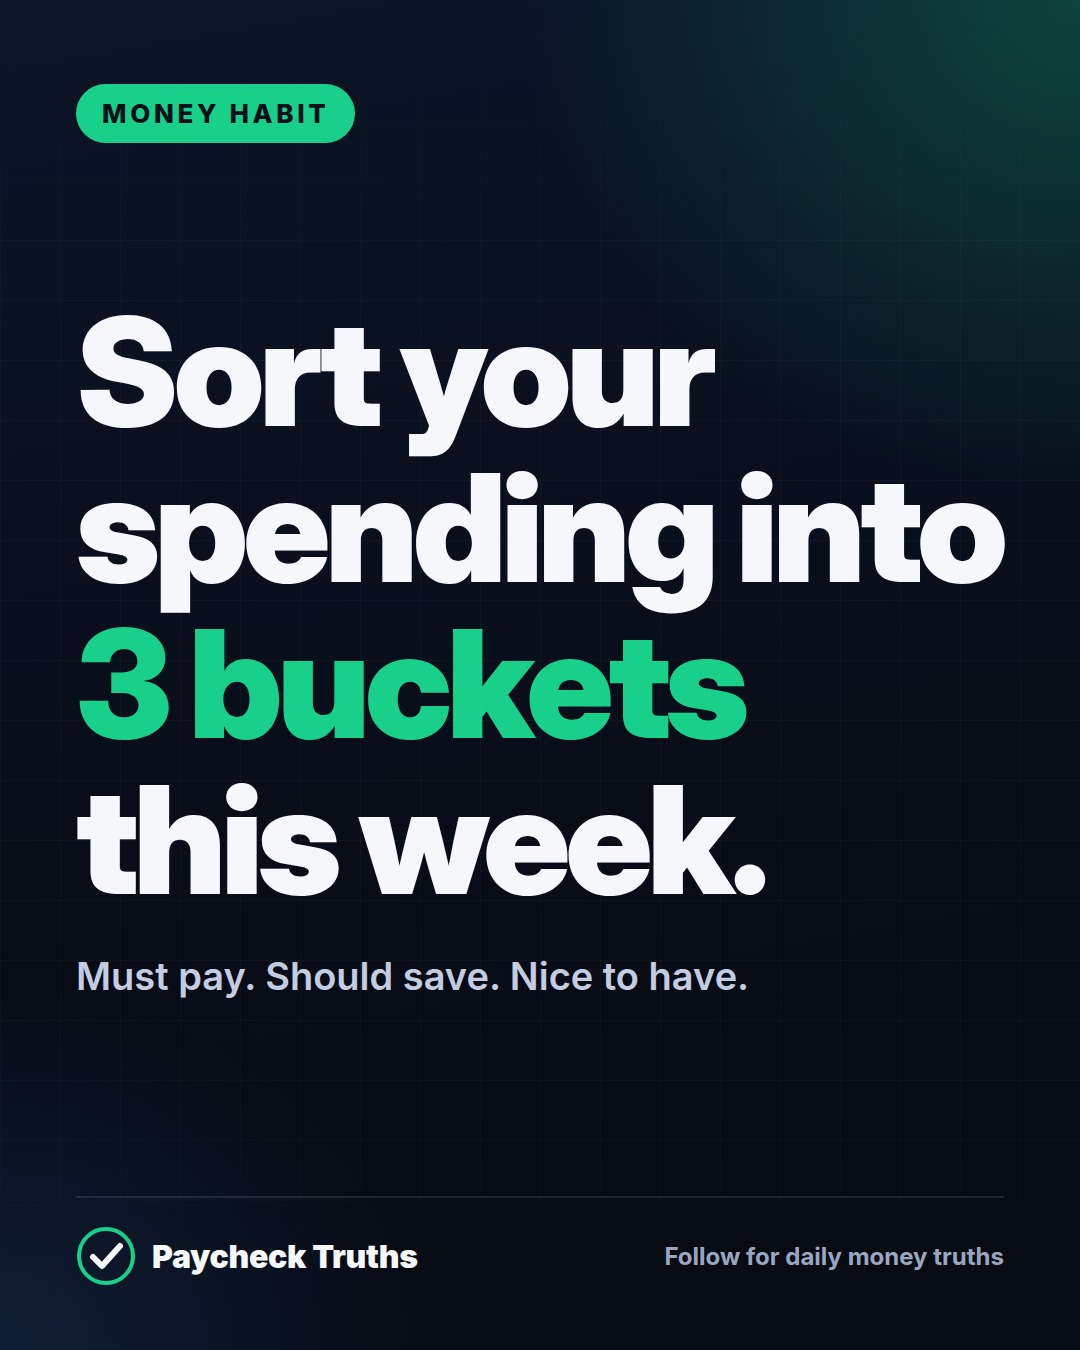 MONEY HABIT
Sort your
spending into
3 buckets
this week.
Must pay. Should save. Nice to have.
Paycheck Truths
Follow for daily money truths